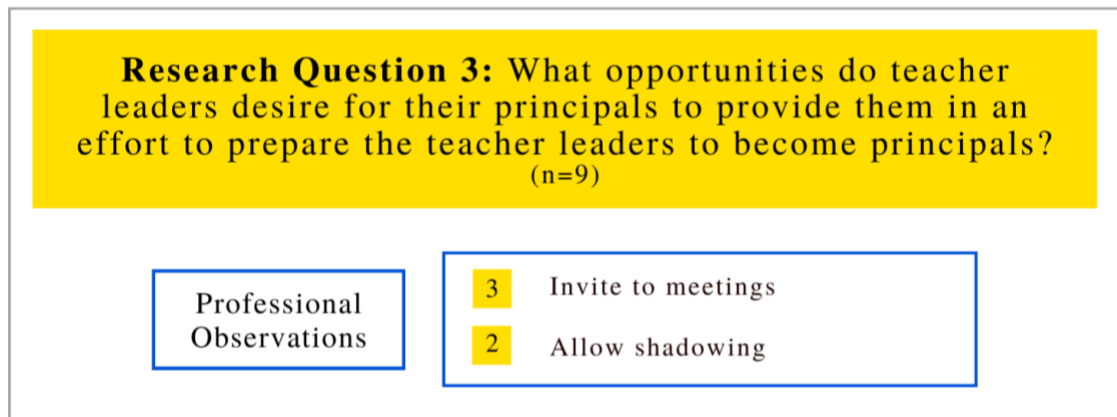 Research Question 3: What opportunities do teacher
leaders desire for their principals to provide them in an
effort to prepare the teacher leaders to become principals?
(n=9)
Professional
Observations
3 Invite to meetings
2 Allow shadowing